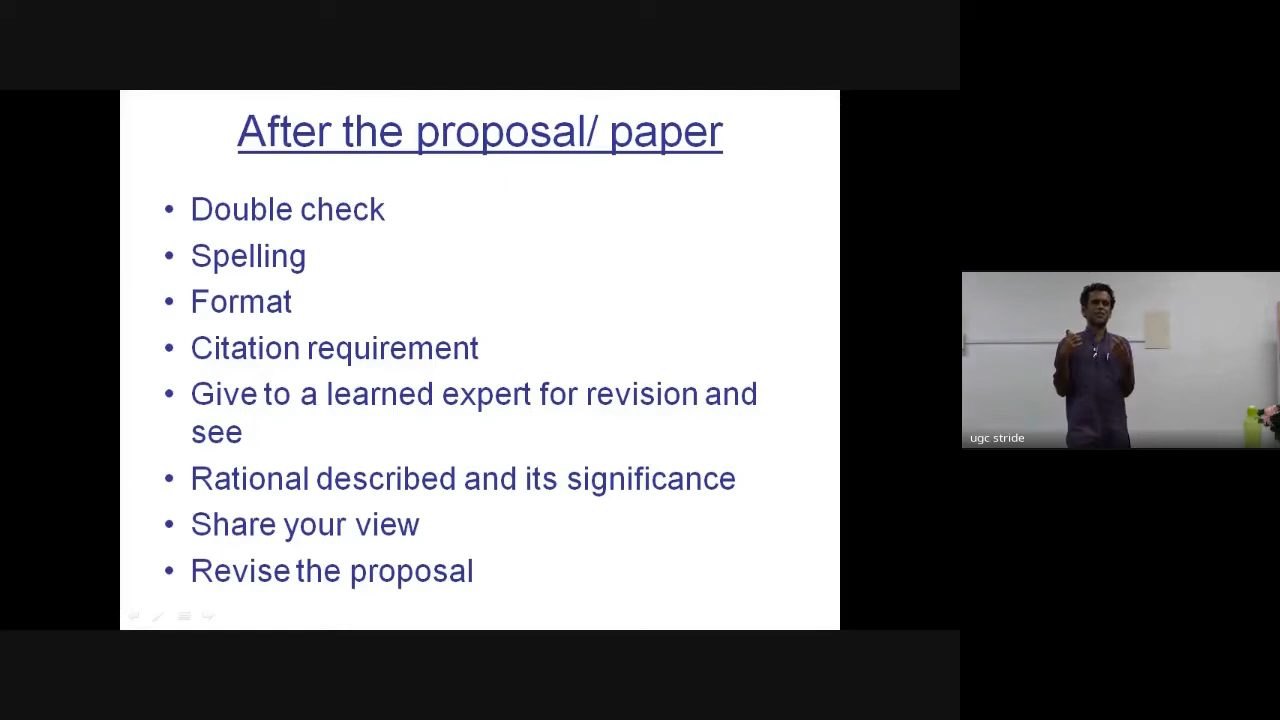 After the proposal/ paper
• Double check
• Spelling
• Format
• Citation requirement
• Give to a learned expert for revision and
see
• Rational described and its significance
• Share your view
• Revise the proposal
ugc stride